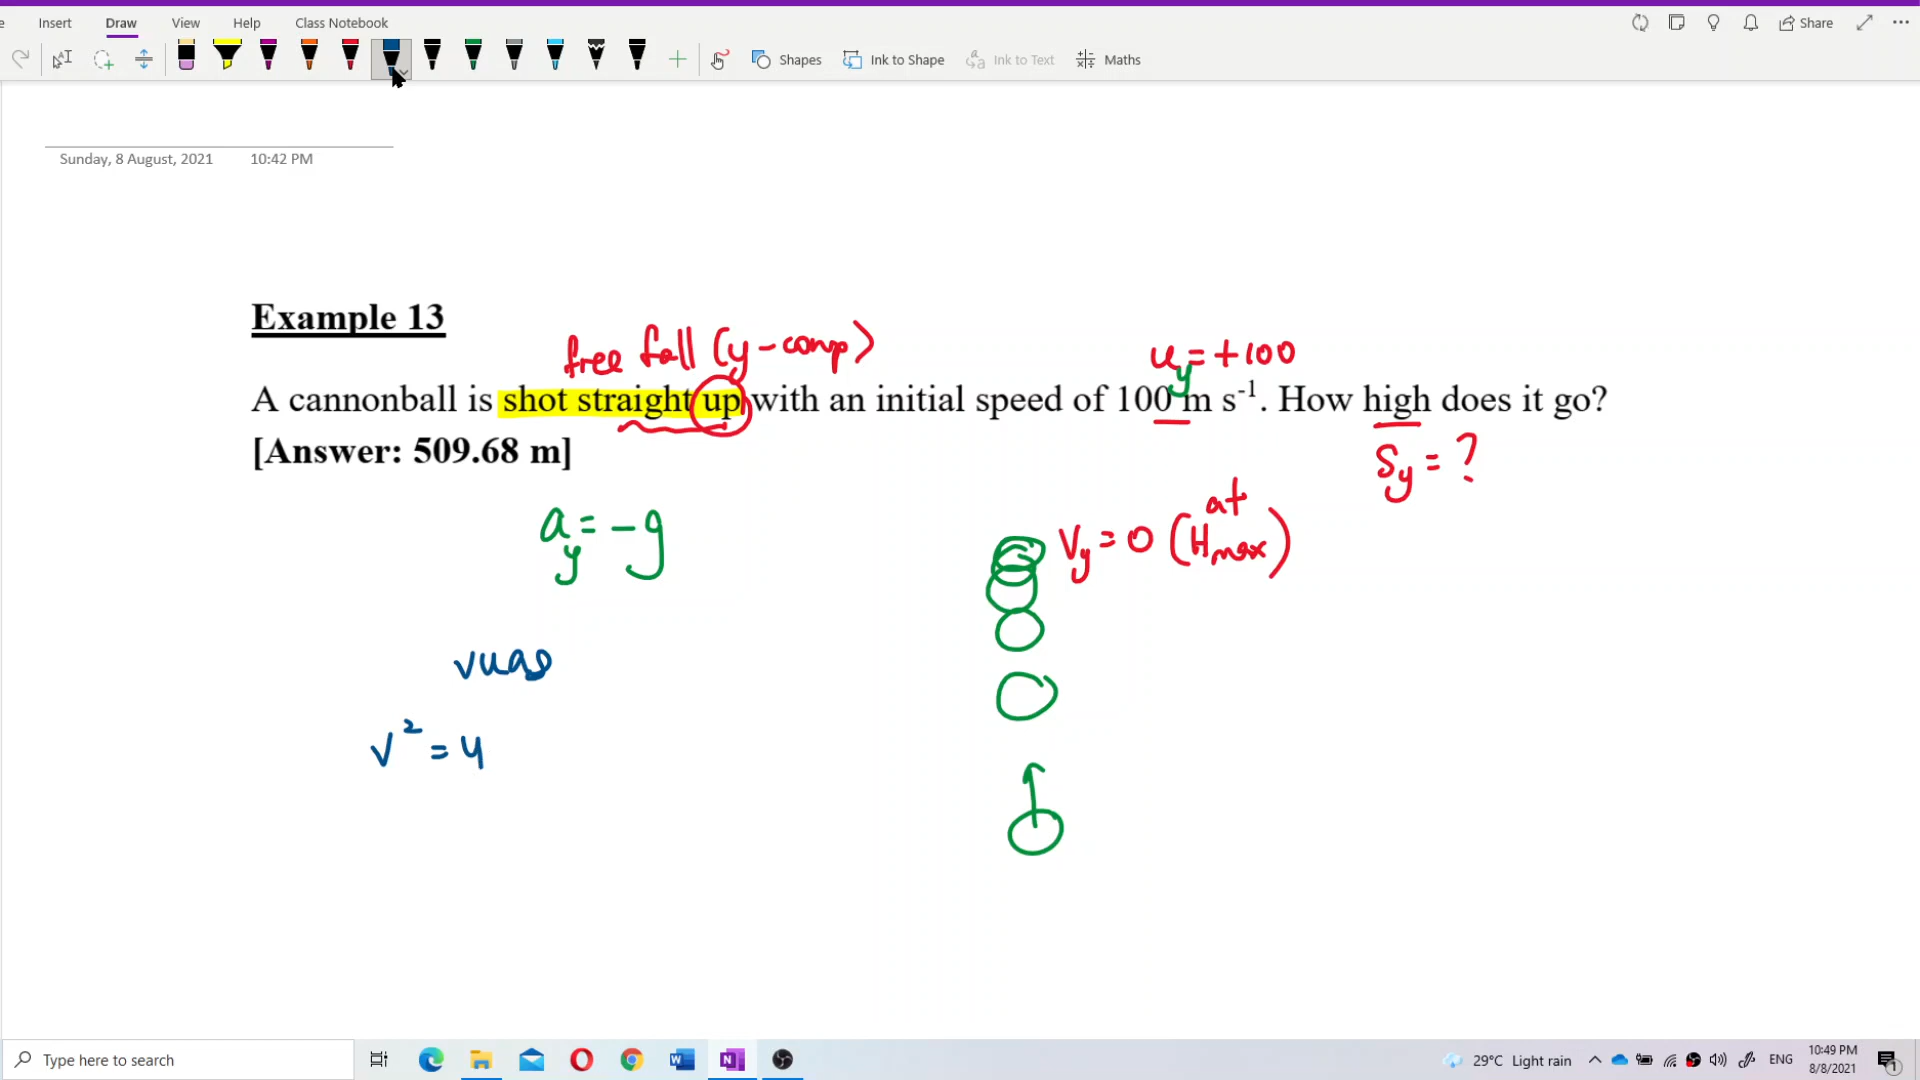 Insert Draw View Help Class Notebook Share
Shapes Ink to Shape Ink to Text Maths
Sunday, 8 August, 2021 10:42 PM
Example 13
free fall (y-comp)
uy = +100
A cannonball is shot straight up with an initial speed of 100 m s-1. How high does it go?
[Answer: 509.68 m]
Sy = ?
ay = -g
Vy = 0 (at Hmax)
vuas
v² = u
Type here to search
29°C Light rain
ENG
10:49 PM
8/8/2021
1